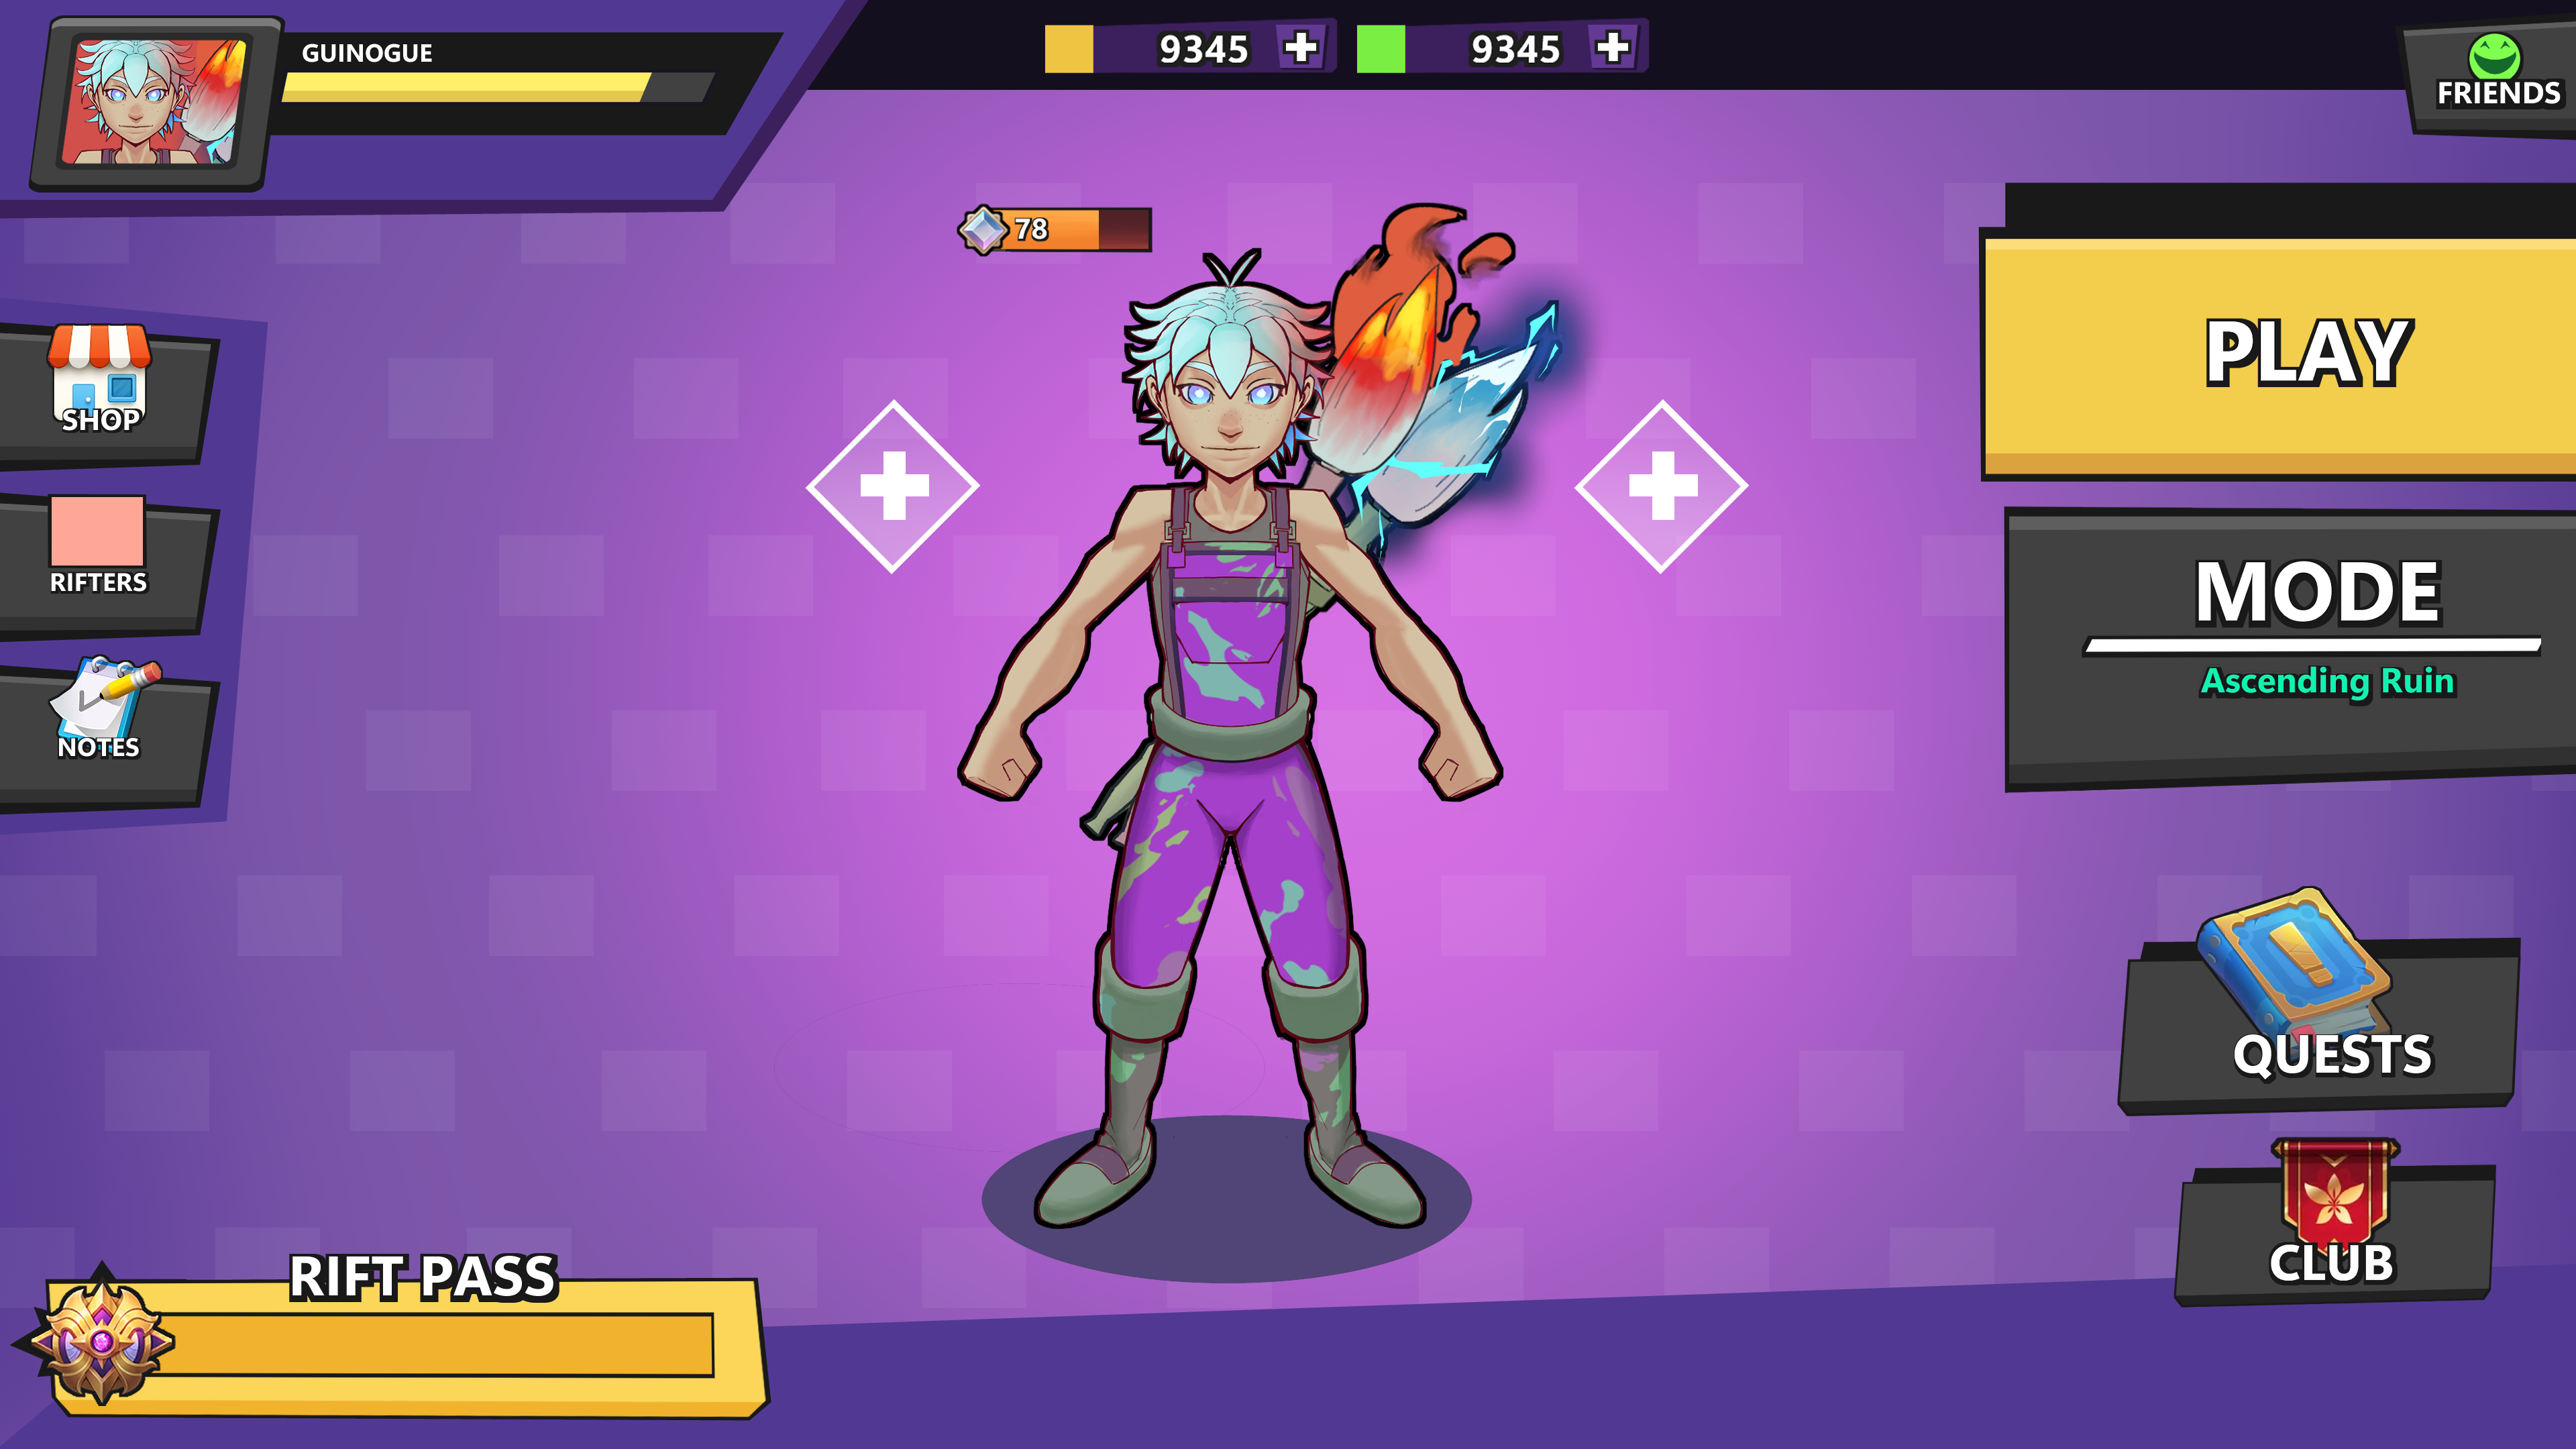 GUINOGUE
9345
9345
FRIENDS
78
SHOP
RIFTERS
NOTES
PLAY
MODE
Ascending Ruin
QUESTS
CLUB
RIFT PASS